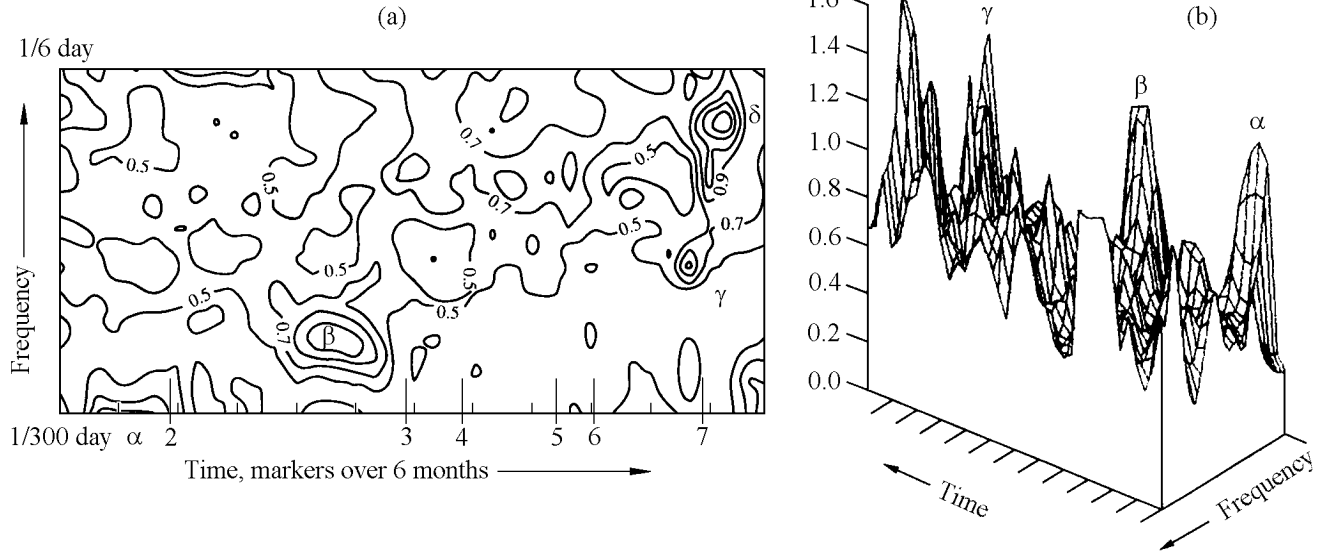 (a)
1/6 day
δ
0.7
0.5
0.5
0.5
0.9
0.7
0.5
0.7
0.5
0.5
0.5
0.5
0.7
β
γ
Frequency
1/300 day α 2 3 4 5 6 7
Time, markers over 6 months
(b)
γ
β
α
1.6
1.4
1.2
1.0
0.8
0.6
0.4
0.2
0.0
Time
Frequency